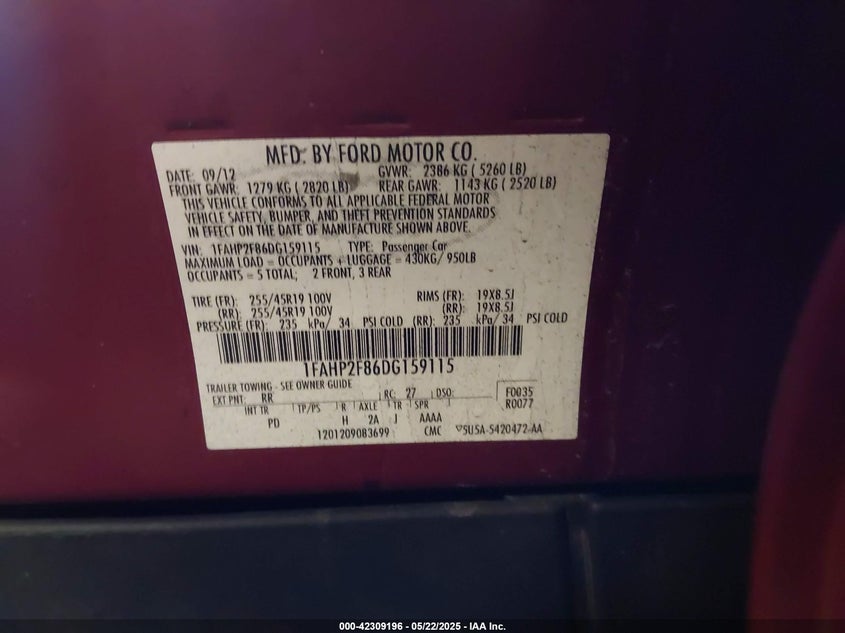 MFD. BY FORD MOTOR CO.
DATE: 09/12 GVWR: 2386 KG ( 5260 LB)
FRONT GAWR: 1279 KG ( 2820 LB) REAR GAWR: 1143 KG ( 2520 LB)
THIS VEHICLE CONFORMS TO ALL APPLICABLE FEDERAL MOTOR
VEHICLE SAFETY, BUMPER, AND THEFT PREVENTION STANDARDS
IN EFFECT ON THE DATE OF MANUFACTURE SHOWN ABOVE.
VIN: 1FAHP2F86DG159115 TYPE: Passenger Car
MAXIMUM LOAD = OCCUPANTS + LUGGAGE = 430KG/ 950LB
OCCUPANTS = 5 TOTAL; 2 FRONT, 3 REAR
TIRE (FR): 255/45R19 100V RIMS (FR): 19X8.5J
(RR): 255/45R19 100V (RR): 19X8.5J
PRESSURE (FR): 235 kPa/ 34 PSI COLD (RR): 235 kPa/ 34 PSI COLD
1FAHP2F86DG159115
TRAILER TOWING - SEE OWNER GUIDE
EXT PNT: RR RC: 27 DSO: F0035
R0077
INT TR TP/PS R AXLE TR SPR
PD H 2A J AAAA
1201209083699 CMC 5U5A-5420472-AA
000-42309196 - 05/22/2025 - IAA Inc.